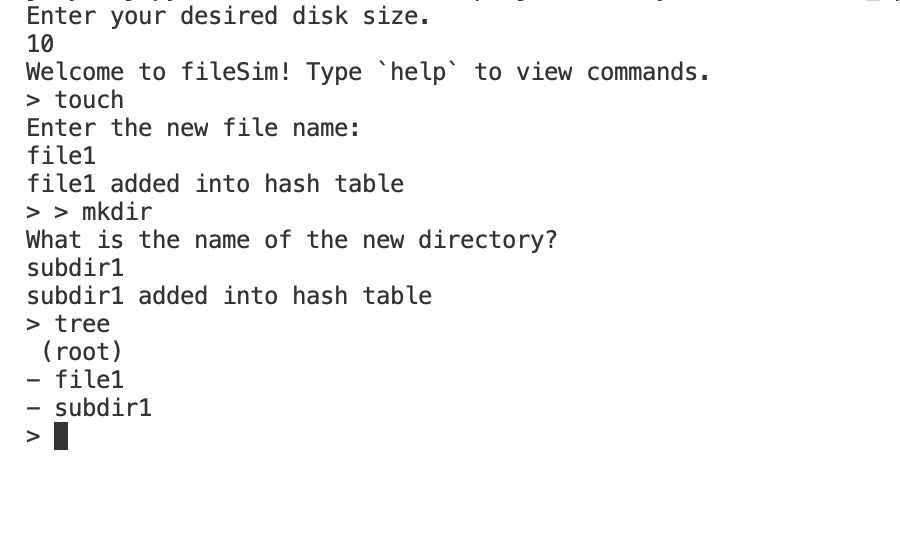 Enter your desired disk size.
10
Welcome to fileSim! Type `help` to view commands.
> touch
Enter the new file name:
file1
file1 added into hash table
> > mkdir
What is the name of the new directory?
subdir1
subdir1 added into hash table
> tree
(root)
- file1
- subdir1
>